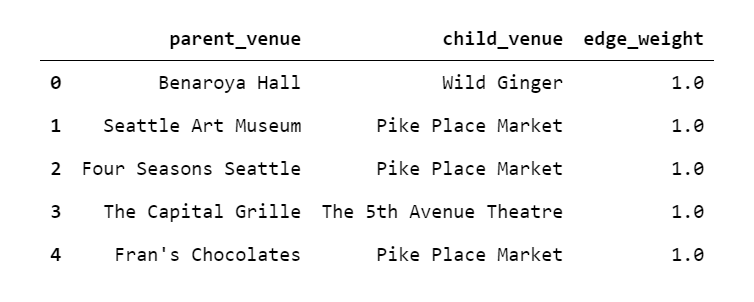 parent_venue child_venue edge_weight
0 Benaroya Hall Wild Ginger 1.0
1 Seattle Art Museum Pike Place Market 1.0
2 Four Seasons Seattle Pike Place Market 1.0
3 The Capital Grille The 5th Avenue Theatre 1.0
4 Fran's Chocolates Pike Place Market 1.0